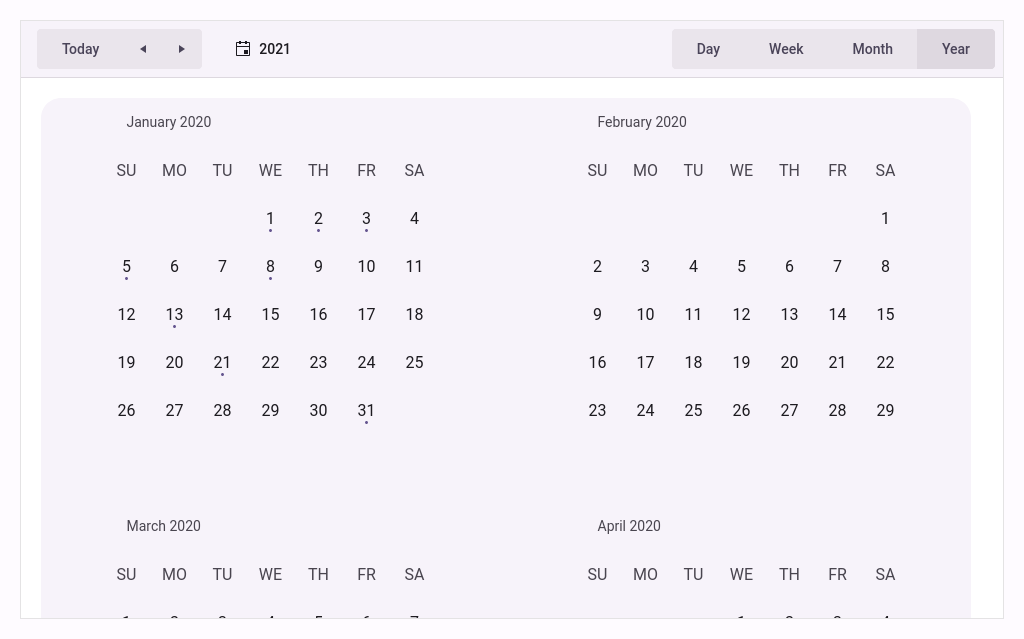 Today
2021
Day Week Month Year
January 2020
SU MO TU WE TH FR SA
1 2 3 4
5 6 7 8 9 10 11
12 13 14 15 16 17 18
19 20 21 22 23 24 25
26 27 28 29 30 31
February 2020
SU MO TU WE TH FR SA
1
2 3 4 5 6 7 8
9 10 11 12 13 14 15
16 17 18 19 20 21 22
23 24 25 26 27 28 29
March 2020
SU MO TU WE TH FR SA
April 2020
SU MO TU WE TH FR SA